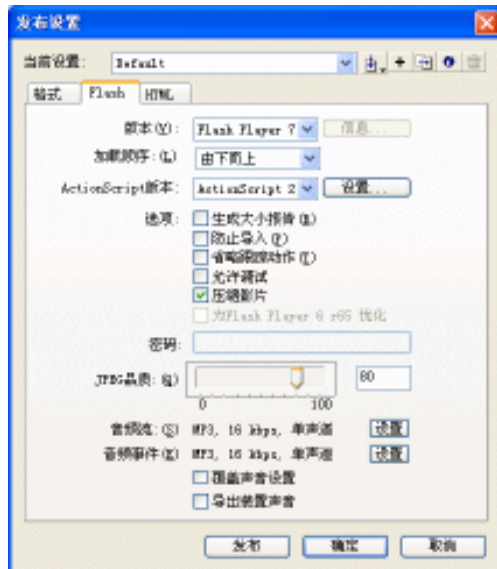 发布设置
当前设置: Default
格式 Flash HTML
版本(V): Flash Player 7 信息...
加载顺序:(L) 由下而上
ActionScript版本: ActionScript 2 设置...
选项: 生成大小报告(R)
防止导入(P)
省略跟踪动作(T)
允许调试
压缩影片
为Flash Player 6 r65 优化
密码:
JPEG品质:(Q) 80
0 100
音频流:(S) MP3, 16 kbps, 单声道 设置
音频事件(E) MP3, 16 kbps, 单声道 设置
覆盖声音设置
导出装置声音
发布 确定 取消